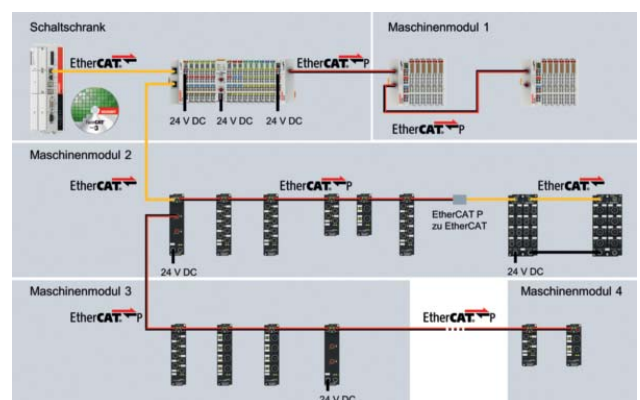 Schaltschrank
Maschinenmodul 1
EtherCAT.
EtherCAT P
24 V DC
24 V DC
24 V DC
EtherCAT P
Maschinenmodul 2
EtherCAT.
EtherCAT P
EtherCAT.
EtherCAT P
zu EtherCAT
24 V DC
24 V DC
Maschinenmodul 3
Maschinenmodul 4
EtherCAT P
EtherCAT P
24 V DC